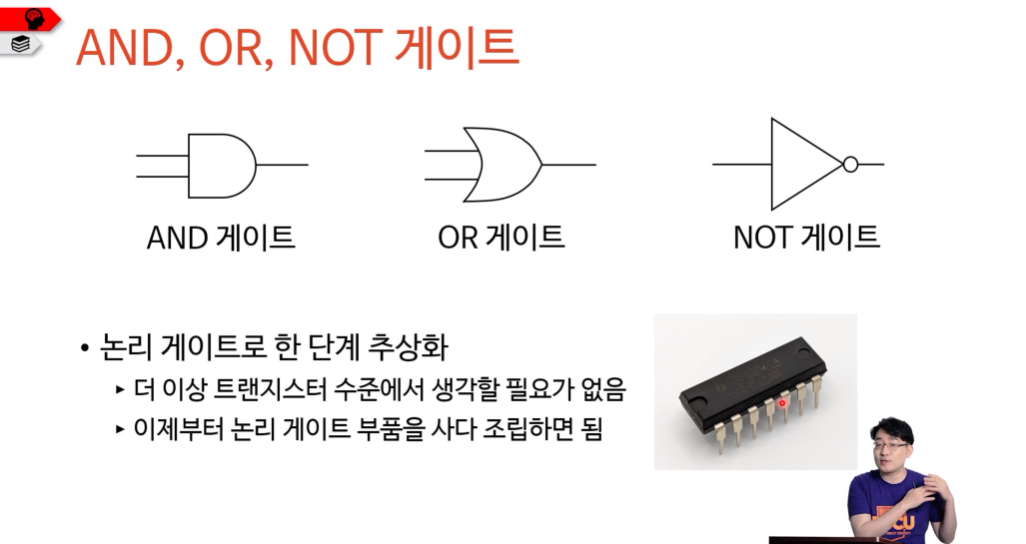 AND, OR, NOT 게이트
AND 게이트
OR 게이트
NOT 게이트
• 논리 게이트로 한 단계 추상화
▸ 더 이상 트랜지스터 수준에서 생각할 필요가 없음
▸ 이제부터 논리 게이트 부품을 사다 조립하면 됨